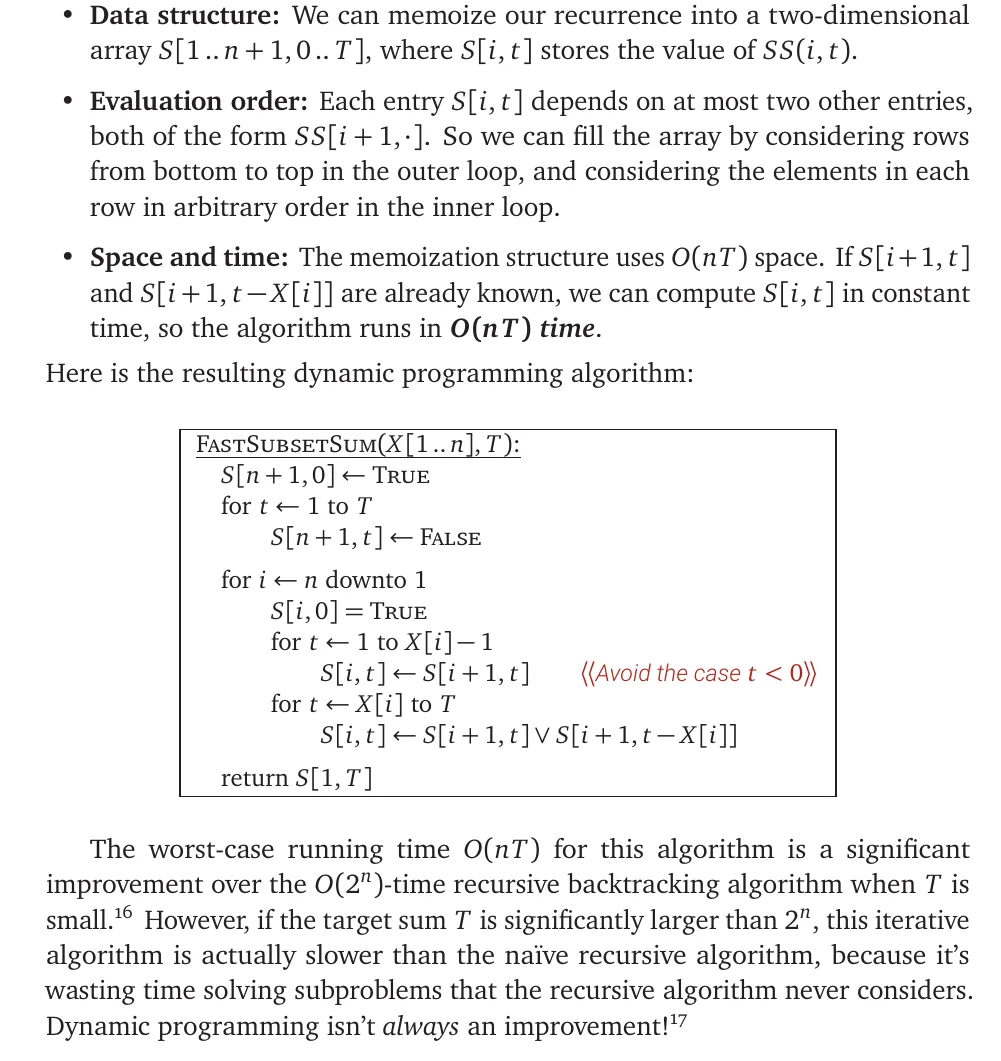 • Data structure: We can memoize our recurrence into a two-dimensional
array S[1 .. n + 1, 0 .. T], where S[i, t] stores the value of SS(i, t).
• Evaluation order: Each entry S[i, t] depends on at most two other entries,
both of the form SS[i + 1, ·]. So we can fill the array by considering rows
from bottom to top in the outer loop, and considering the elements in each
row in arbitrary order in the inner loop.
• Space and time: The memoization structure uses O(nT) space. If S[i+1, t]
and S[i+1, t−X[i]] are already known, we can compute S[i, t] in constant
time, so the algorithm runs in O(nT) time.
Here is the resulting dynamic programming algorithm:
FastSubsetSum(X[1 .. n], T):
S[n + 1, 0] ← True
for t ← 1 to T
S[n + 1, t] ← False
for i ← n downto 1
S[i, 0] = True
for t ← 1 to X[i] − 1
S[i, t] ← S[i + 1, t] ⟨⟨Avoid the case t < 0⟩⟩
for t ← X[i] to T
S[i, t] ← S[i + 1, t] ∨ S[i + 1, t − X[i]]
return S[1, T]
The worst-case running time O(nT) for this algorithm is a significant
improvement over the O(2ⁿ)-time recursive backtracking algorithm when T is
small.¹⁶ However, if the target sum T is significantly larger than 2ⁿ, this iterative
algorithm is actually slower than the naïve recursive algorithm, because it’s
wasting time solving subproblems that the recursive algorithm never considers.
Dynamic programming isn’t always an improvement!¹⁷